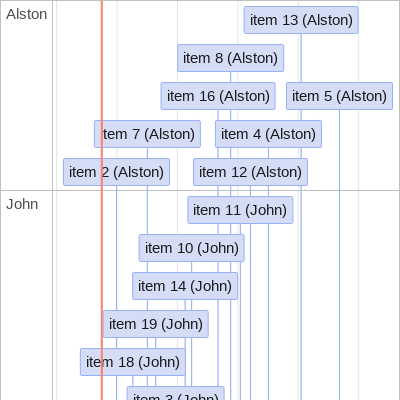 Alston
item 13 (Alston)
item 8 (Alston)
item 16 (Alston)
item 5 (Alston)
item 7 (Alston)
item 4 (Alston)
item 2 (Alston)
item 12 (Alston)
John
item 11 (John)
item 10 (John)
item 14 (John)
item 19 (John)
item 18 (John)
item 3 (John)